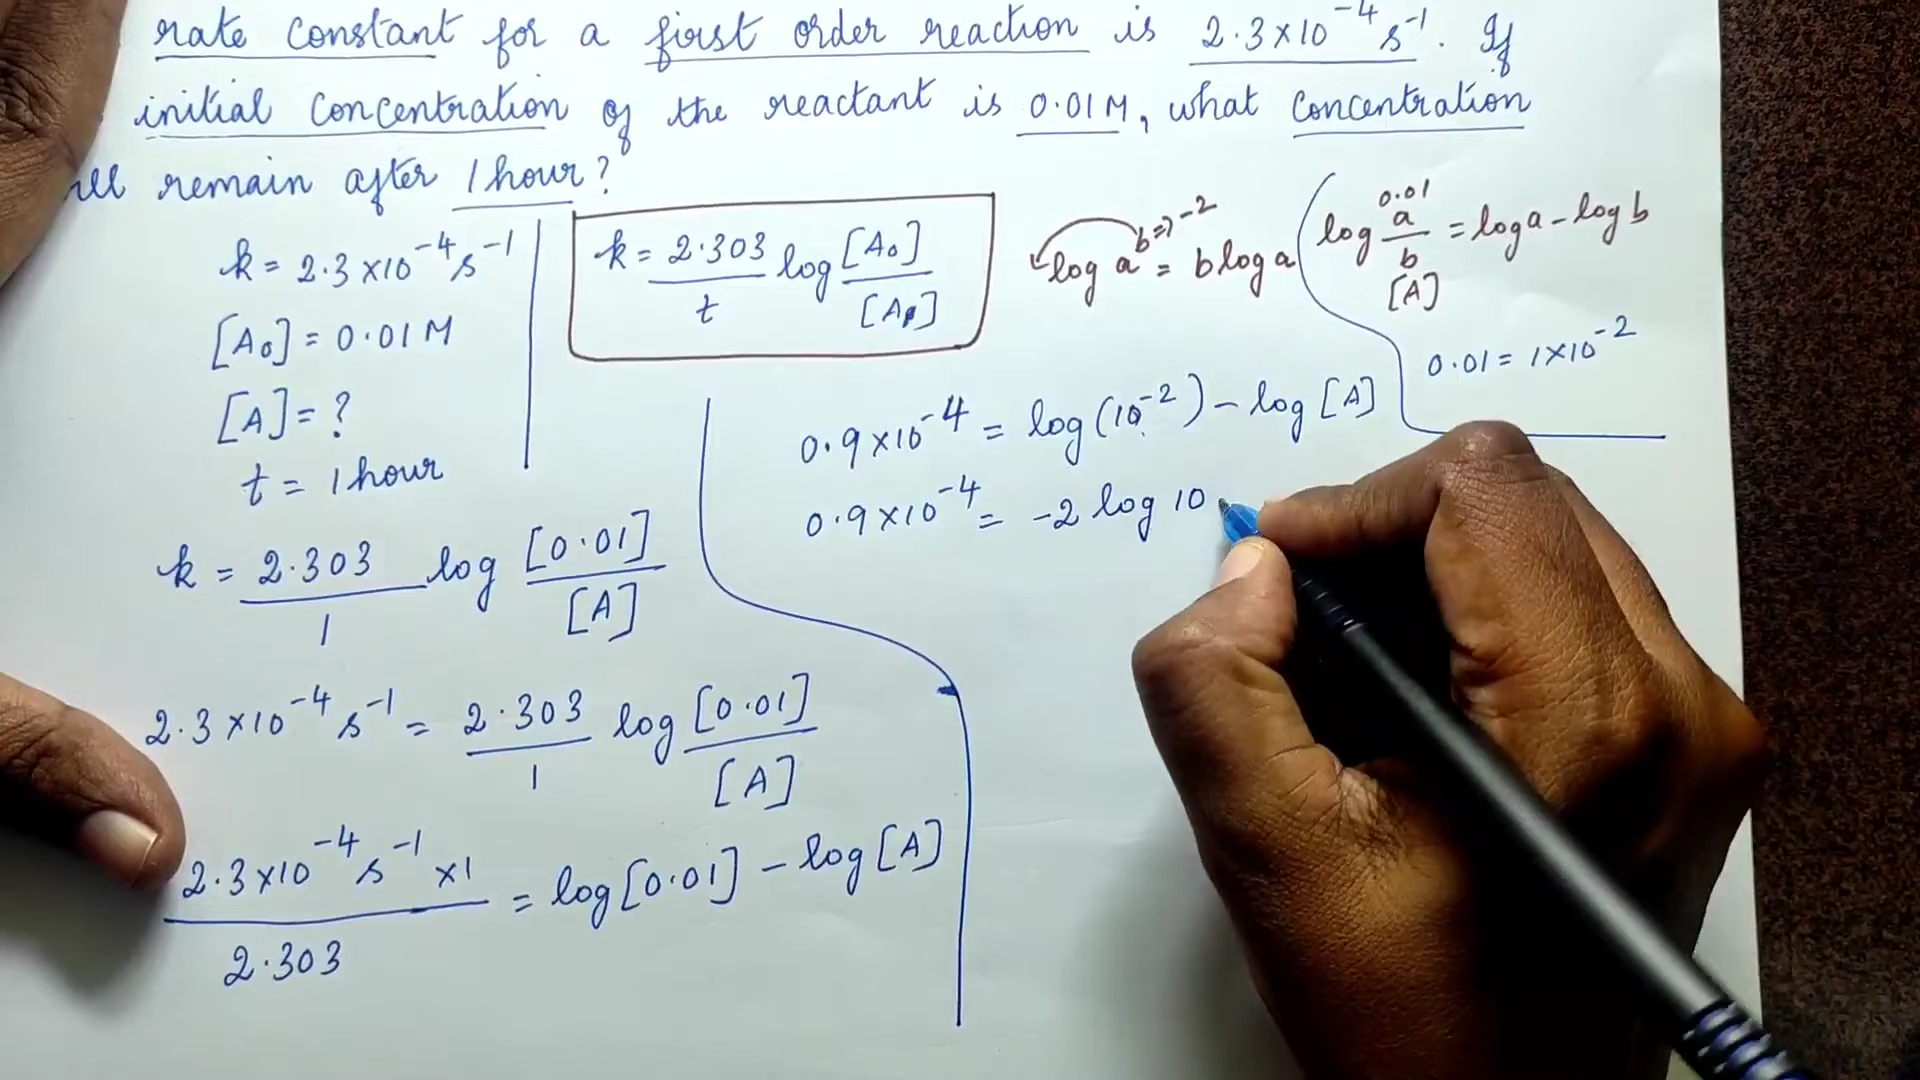 rate constant for a first order reaction is 2.3×10⁻⁴ s⁻¹. If
initial concentration of the reactant is 0.01M, what concentration
remain after 1 hour?
k = 2.3×10⁻⁴ s⁻¹
[A₀] = 0.01 M
[A] = ?
t = 1 hour
k = 2.303/t log [A₀]/[A]
log aᵇ⇒⁻² = b log a
0.01
log a/b = log a – log b
[A]
0.01 = 1×10⁻²
k = 2.303/1 log [0.01]/[A]
2.3×10⁻⁴ s⁻¹ = 2.303/1 log [0.01]/[A]
2.3×10⁻⁴ s⁻¹ ×1/2.303 = log[0.01] – log[A]
0.9×10⁻⁴ = log(10⁻²) – log[A]
0.9×10⁻⁴ = -2 log 10